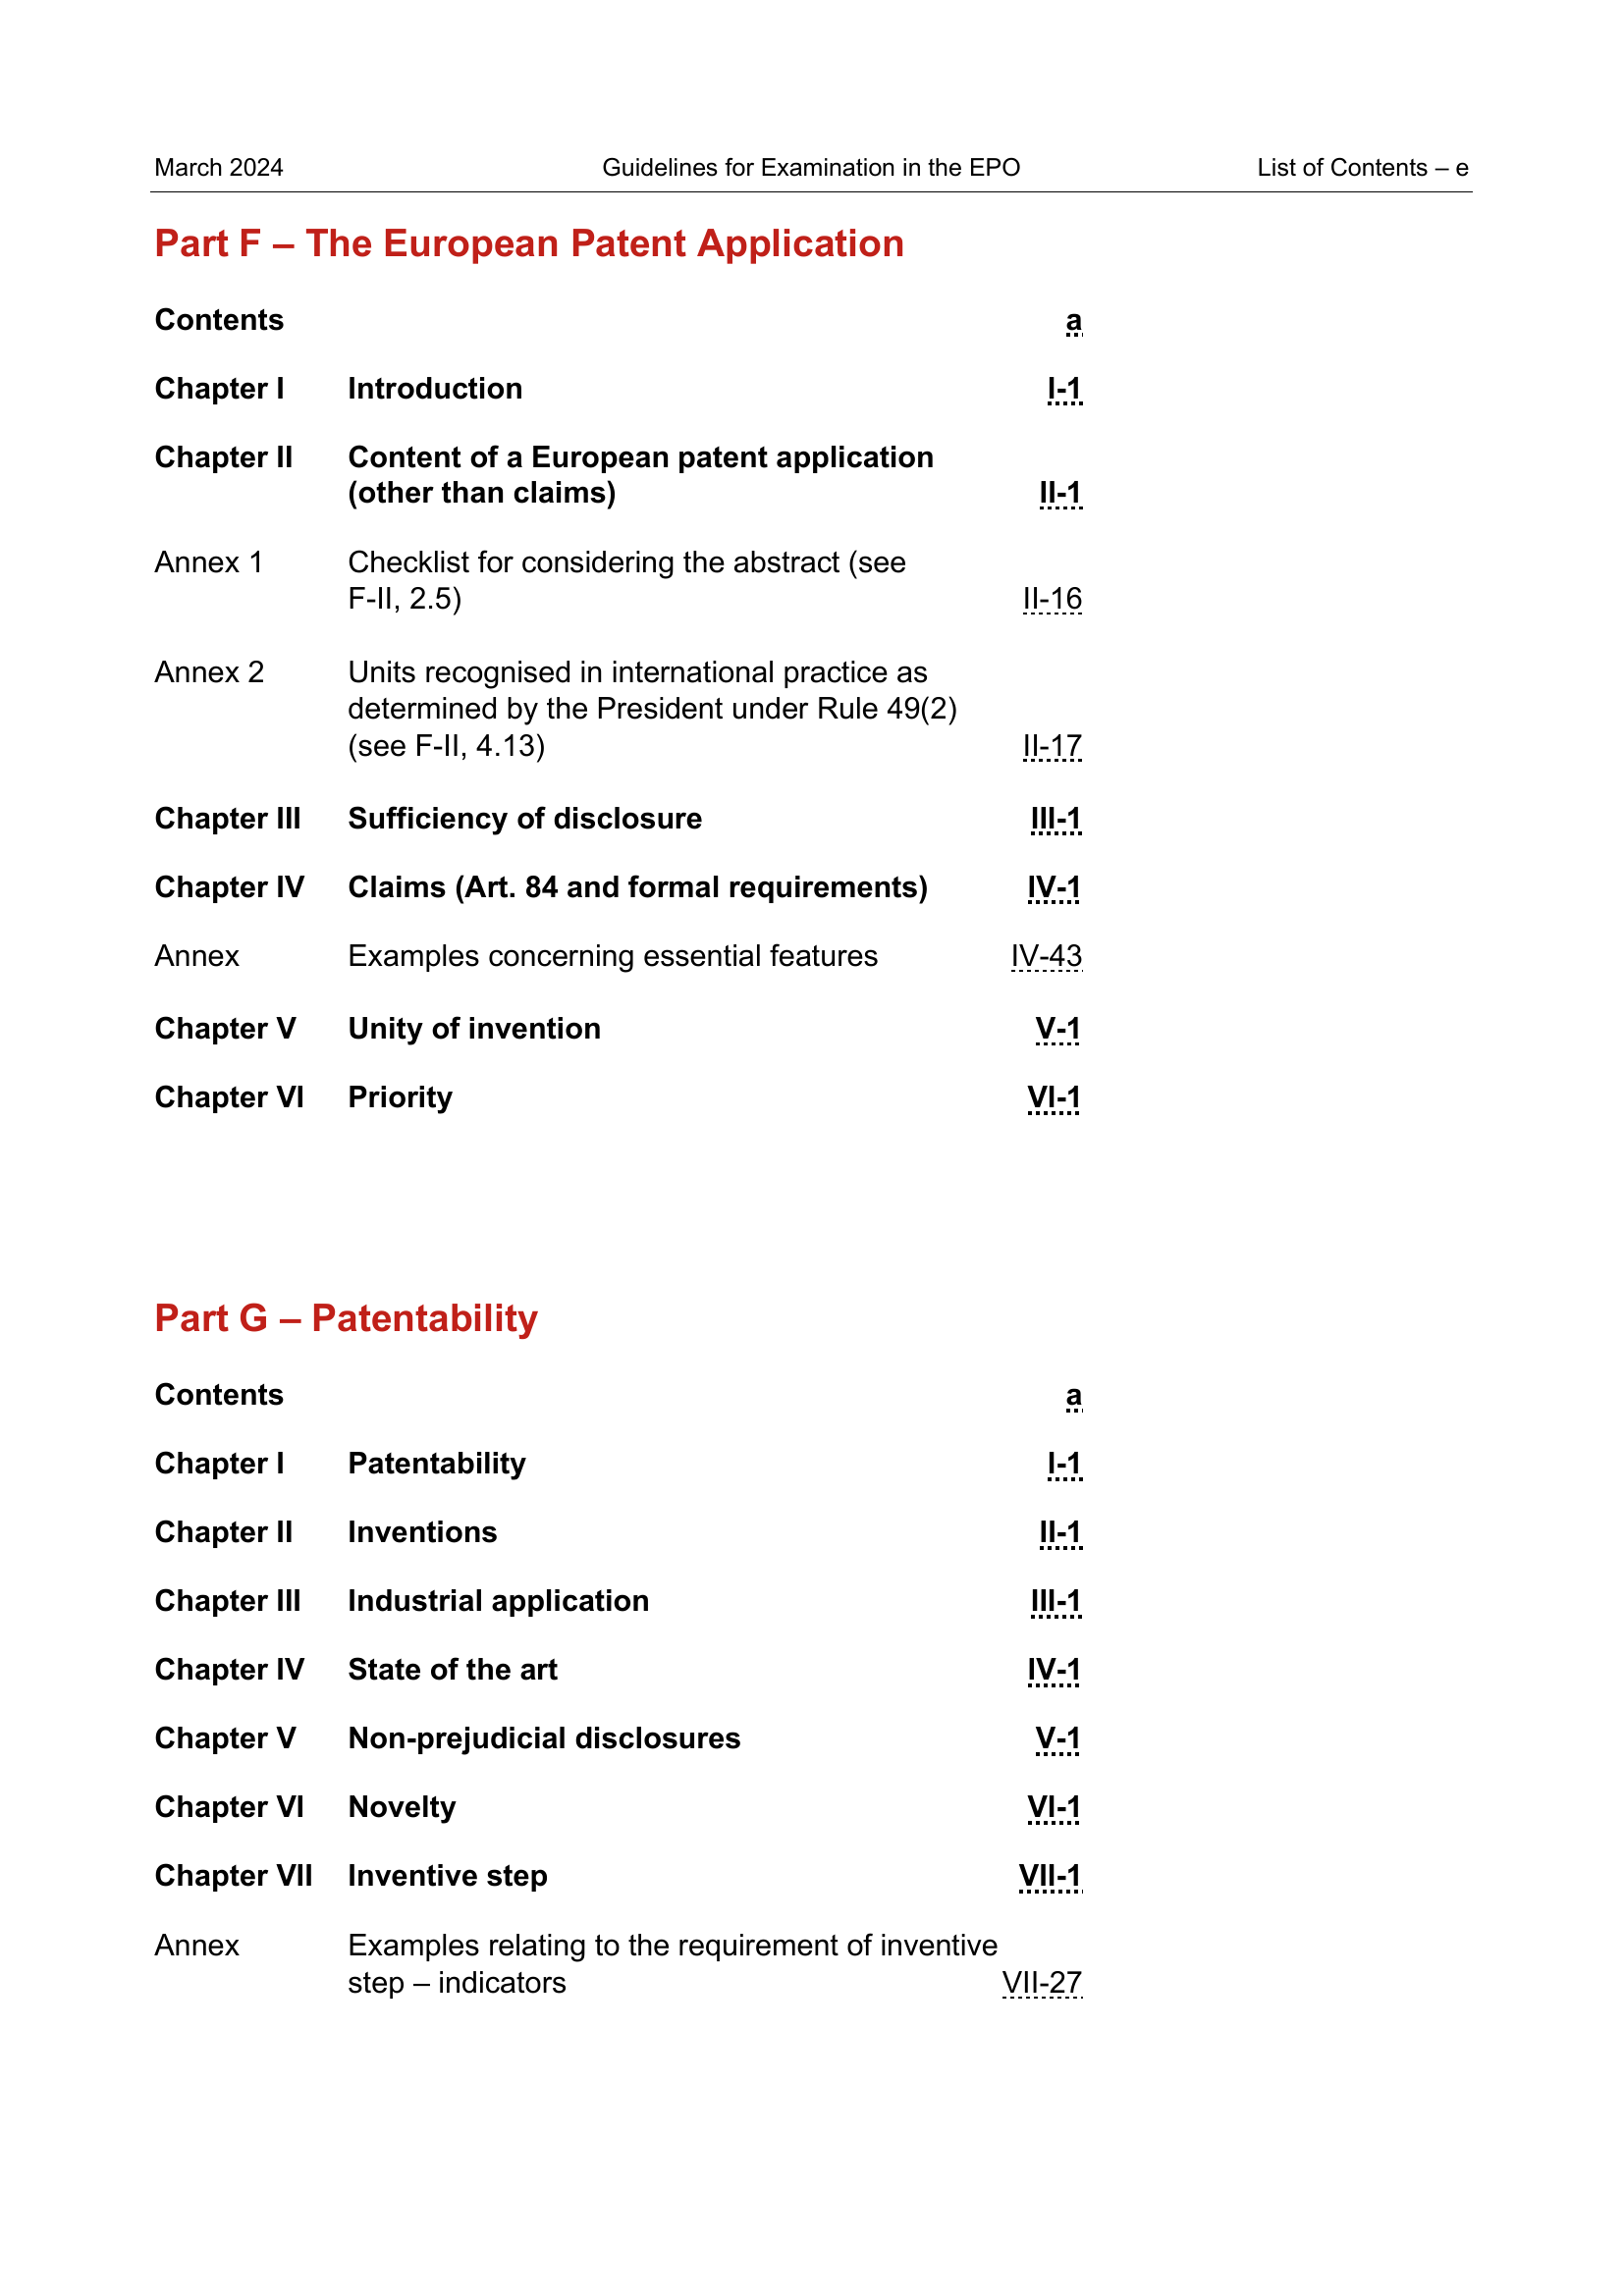 March 2024 Guidelines for Examination in the EPO List of Contents – e
Part F – The European Patent Application
Contents a
Chapter I Introduction I-1
Chapter II Content of a European patent application
(other than claims) II-1
Annex 1 Checklist for considering the abstract (see
F-II, 2.5) II-16
Annex 2 Units recognised in international practice as
determined by the President under Rule 49(2)
(see F-II, 4.13) II-17
Chapter III Sufficiency of disclosure III-1
Chapter IV Claims (Art. 84 and formal requirements) IV-1
Annex Examples concerning essential features IV-43
Chapter V Unity of invention V-1
Chapter VI Priority VI-1
Part G – Patentability
Contents a
Chapter I Patentability I-1
Chapter II Inventions II-1
Chapter III Industrial application III-1
Chapter IV State of the art IV-1
Chapter V Non-prejudicial disclosures V-1
Chapter VI Novelty VI-1
Chapter VII Inventive step VII-1
Annex Examples relating to the requirement of inventive
step – indicators VII-27